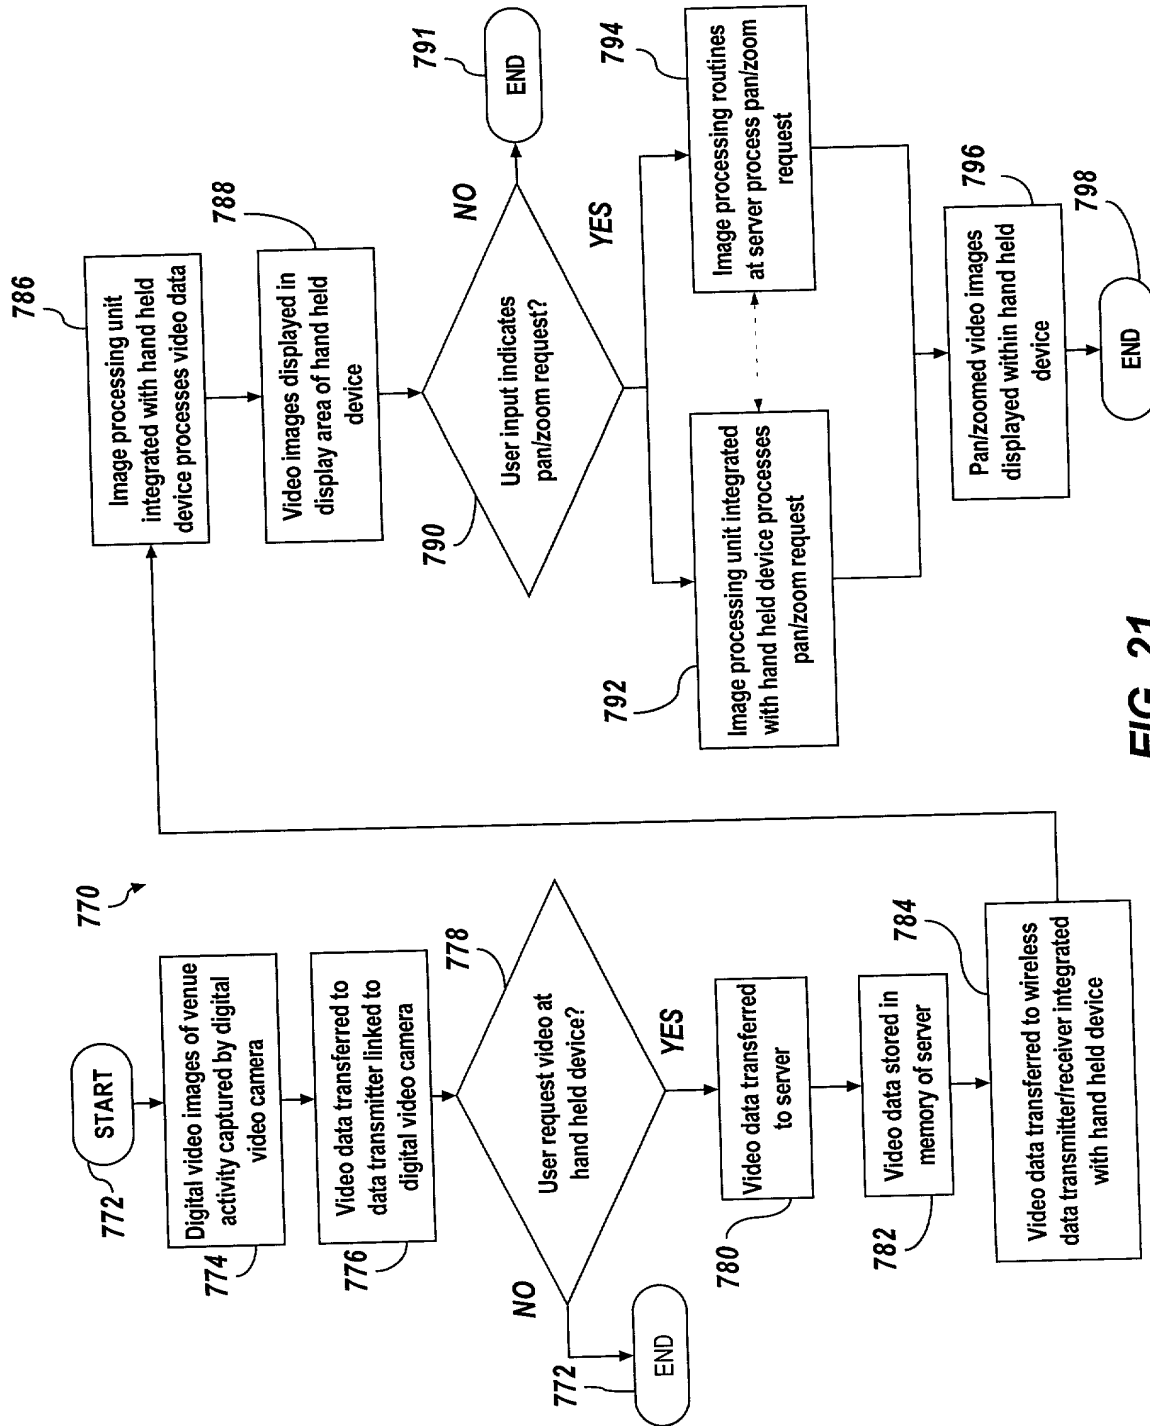 770
START
772
Digital video images of venue
activity captured by digital
video camera
774
Video data transferred to
data transmitter linked to
digital video camera
776
User request video at
hand held device?
778
NO
END
772
YES
Video data transferred
to server
780
Video data stored in
memory of server
782
Video data transferred to wireless
data transmitter/receiver integrated
with hand held device
784
Image processing unit
integrated with hand held
device processes video data
786
Video images displayed in
display area of hand held
device
788
User input indicates
pan/zoom request?
790
NO
END
791
YES
Image processing unit integrated
with hand held device processes
pan/zoom request
792
Image processing routines
at server process pan/zoom
request
794
Pan/zoomed video images
displayed within hand held
device
796
END
798
FIG. 21